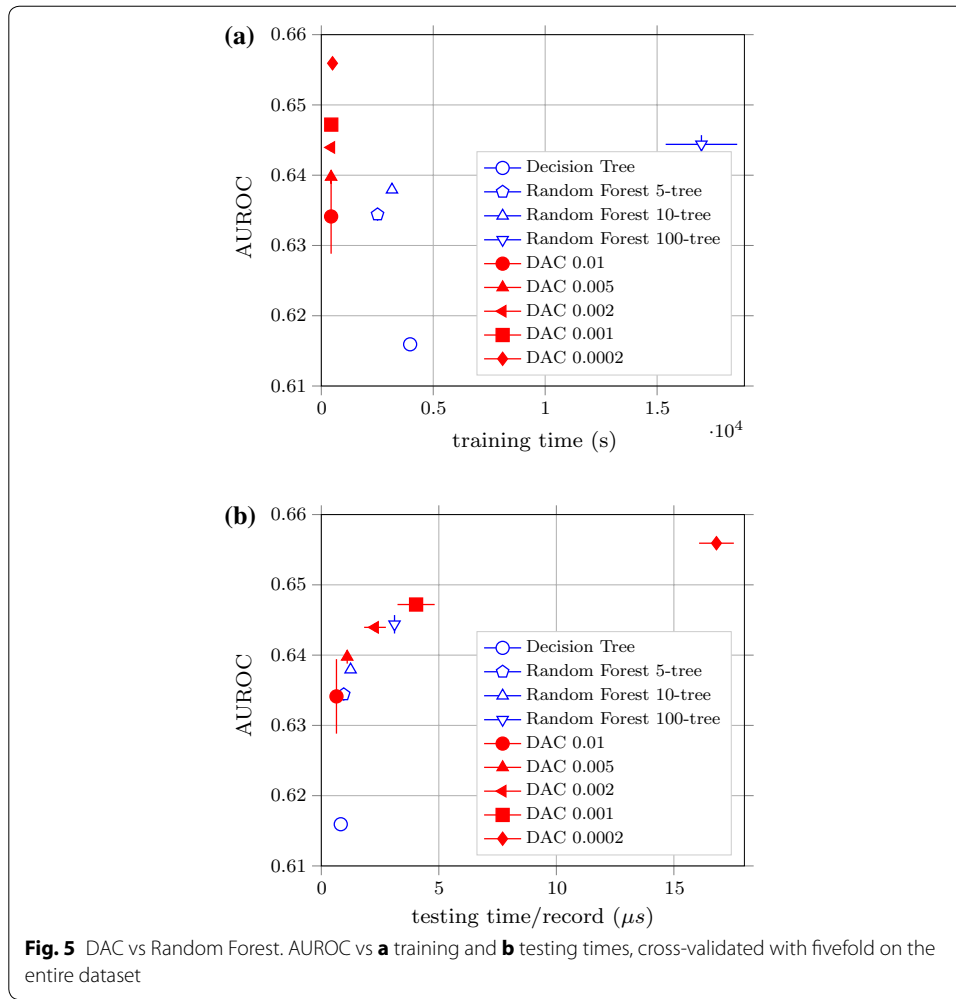 (a)
0.66
0.65
0.64
0.63
0.62
0.61
AUROC
Decision Tree
Random Forest 5-tree
Random Forest 10-tree
Random Forest 100-tree
DAC 0.01
DAC 0.005
DAC 0.002
DAC 0.001
DAC 0.0002
0 0.5 1 1.5
·10⁴
training time (s)
(b)
0.66
0.65
0.64
0.63
0.62
0.61
AUROC
Decision Tree
Random Forest 5-tree
Random Forest 10-tree
Random Forest 100-tree
DAC 0.01
DAC 0.005
DAC 0.002
DAC 0.001
DAC 0.0002
0 5 10 15
testing time/record (μs)
Fig. 5 DAC vs Random Forest. AUROC vs a training and b testing times, cross-validated with fivefold on the
entire dataset